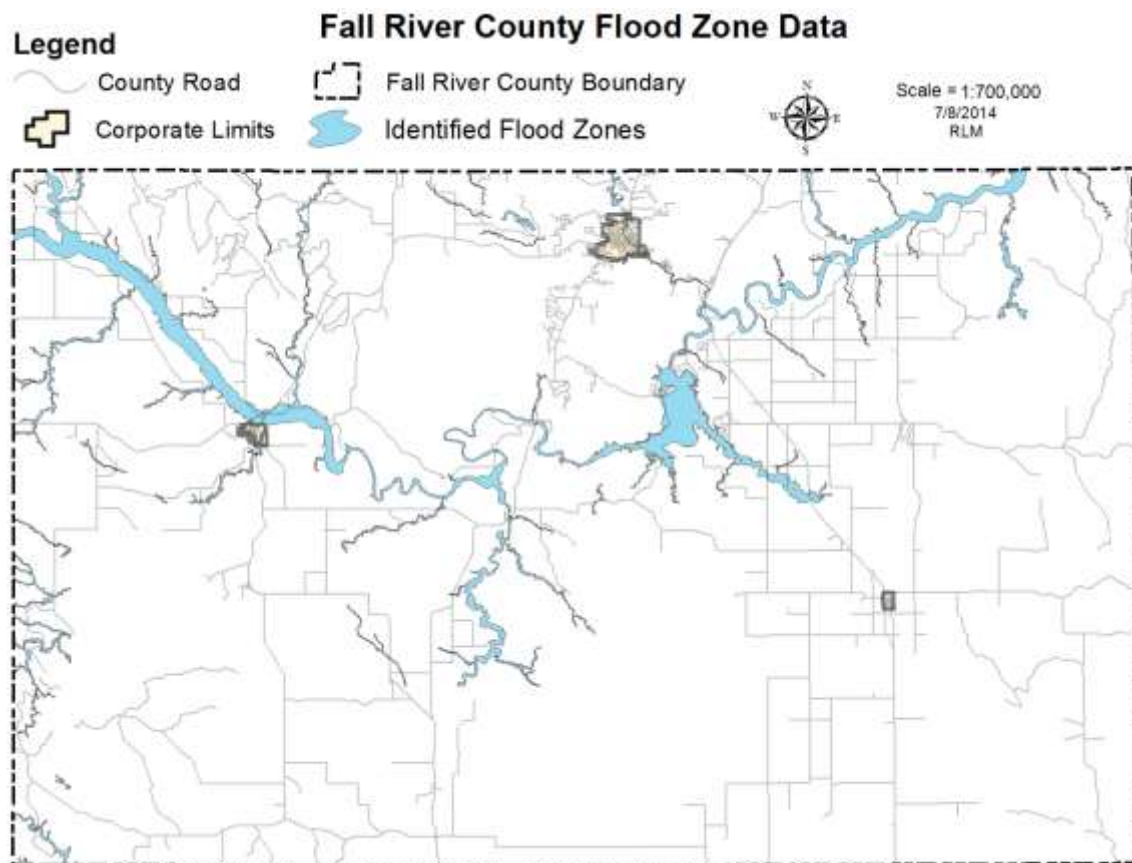 Fall River County Flood Zone Data
Legend
County Road
Fall River County Boundary
Corporate Limits
Identified Flood Zones
N
W E
S
Scale = 1:700,000
7/8/2014
RLM